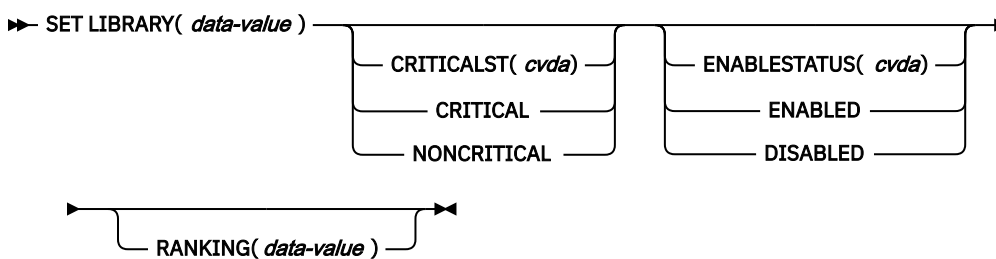 SET LIBRARY( data-value )
CRITICALST( cvda)
CRITICAL
NONCRITICAL
ENABLESTATUS( cvda)
ENABLED
DISABLED
RANKING( data-value )